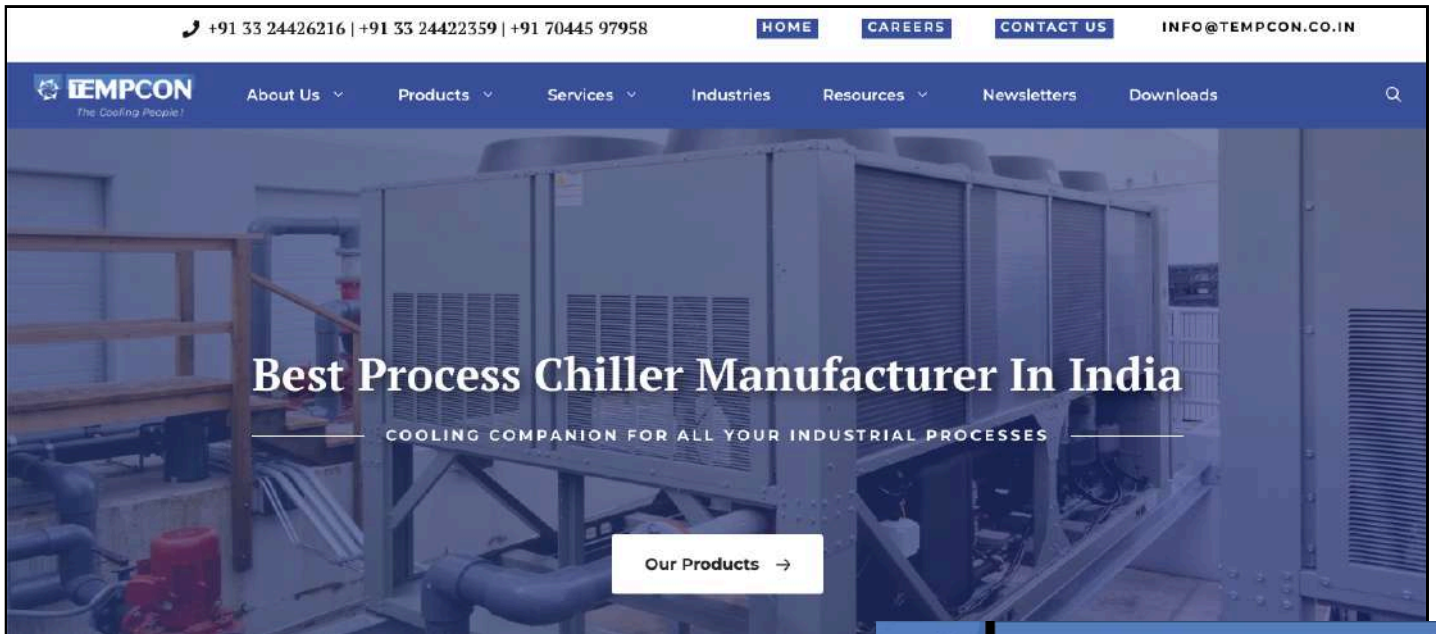 +91 33 24426216 | +91 33 24422359 | +91 70445 97958 HOME CAREERS CONTACT US INFO@TEMPCON.CO.IN
TEMPCON About Us Products Services Industries Resources Newsletters Downloads
The Cooling People!
Best Process Chiller Manufacturer In India
COOLING COMPANION FOR ALL YOUR INDUSTRIAL PROCESSES
Our Products →